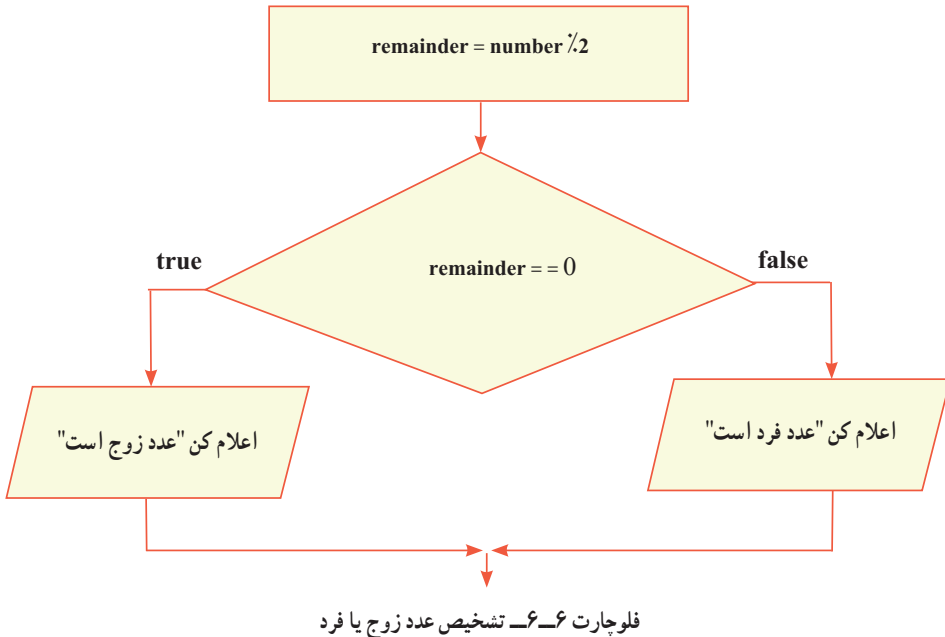 remainder = number ٪2
remainder = = 0
true
false
اعلام کن "عدد زوج است"
اعلام کن "عدد فرد است"
فلوچارت ۶ــ۶ــ تشخیص عدد زوج یا فرد